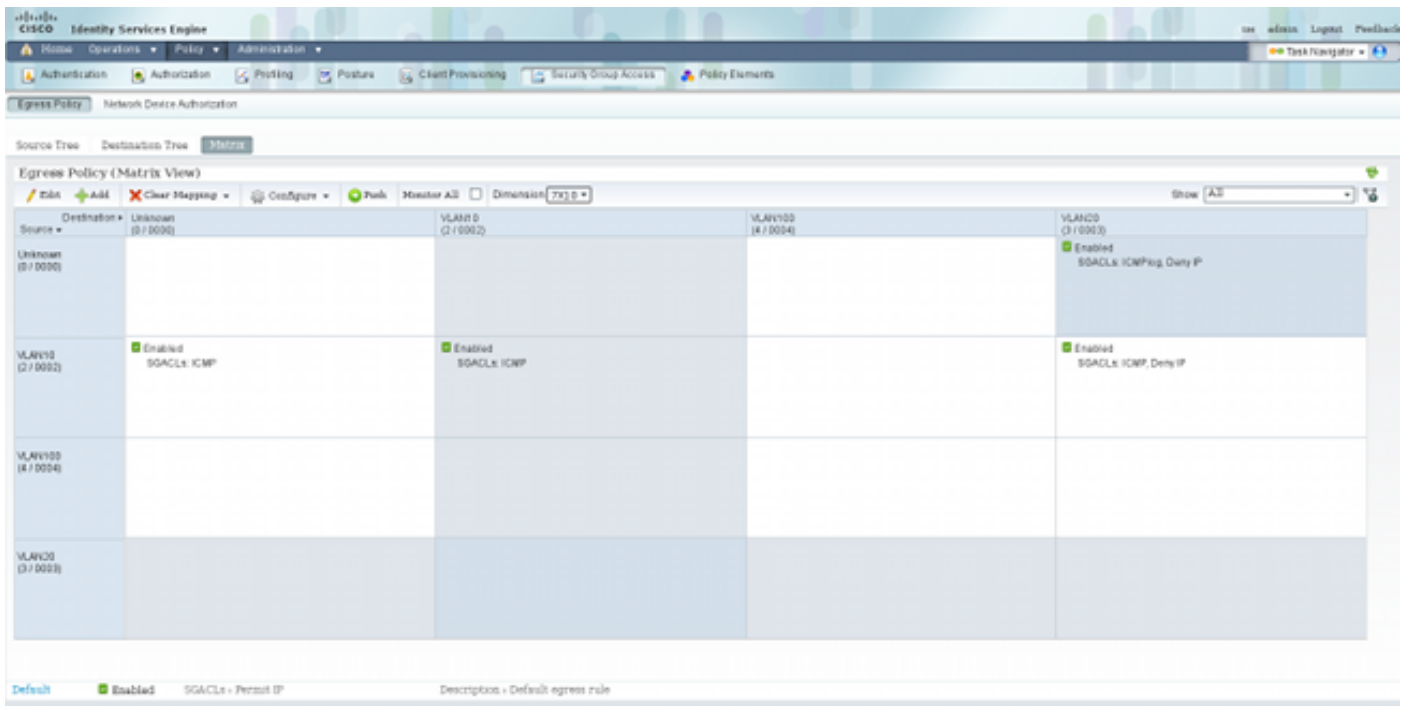 CISCO Identity Services Engine
ise admin Logout Feedback
Home Operations Policy Administration
Task Navigator
Authentication Authorization Profiling Posture Client Provisioning Security Group Access Policy Elements
Egress Policy Network Device Authorization
Source Tree Destination Tree Matrix
Egress Policy (Matrix View)
Edit Add Clear Mapping Configure Push Monitor All Dimension 7X10 Show All
Destination Unknown VLAN10 VLAN100 VLAN20
Source (0 / 0000) (2 / 0002) (4 / 0004) (3 / 0003)
Unknown
(0 / 0000)
Enabled
SGACLs: ICMPlog, Deny IP
VLAN10
(2 / 0002)
Enabled
SGACLs: ICMP
Enabled
SGACLs: ICMP
Enabled
SGACLs: ICMP, Deny IP
VLAN100
(4 / 0004)
VLAN20
(3 / 0003)
Default Enabled SGACLs : Permit IP Description : Default egress rule